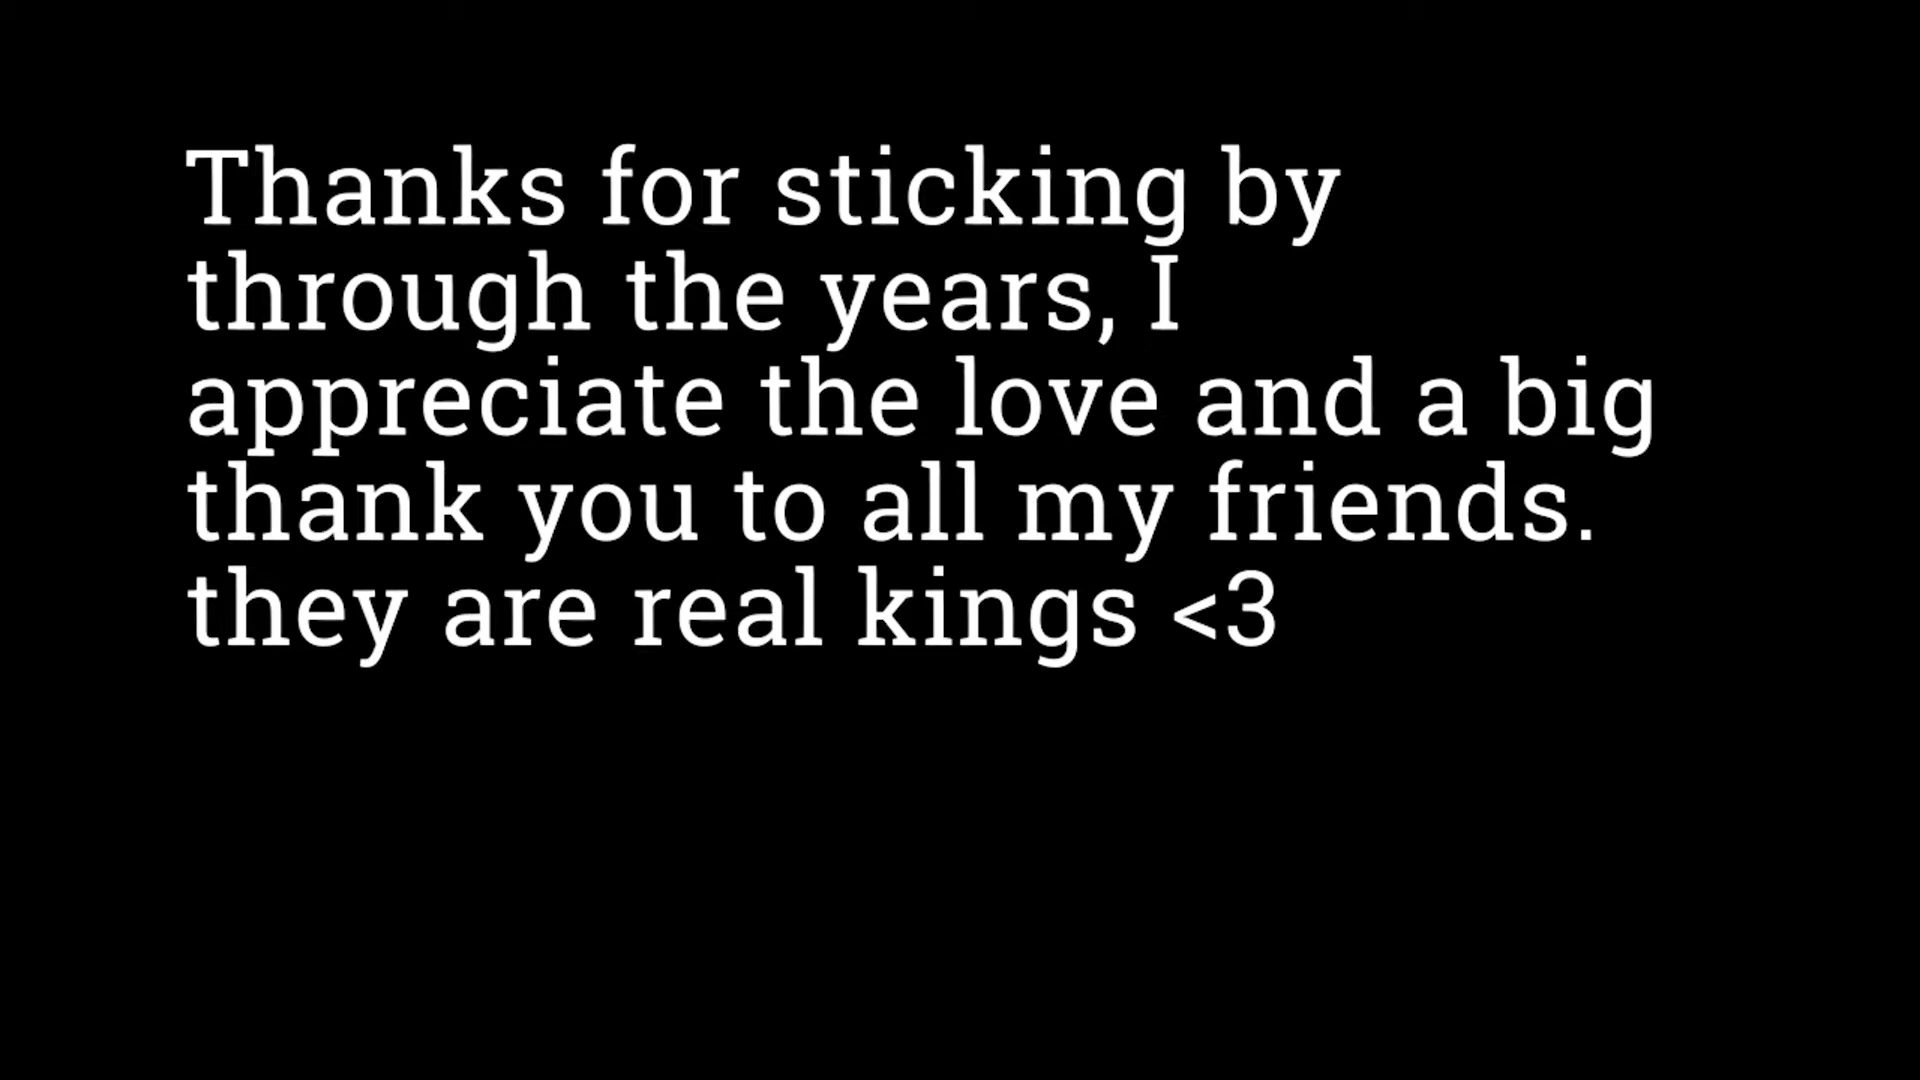 Thanks for sticking by
through the years, I
appreciate the love and a big
thank you to all my friends.
they are real kings <3